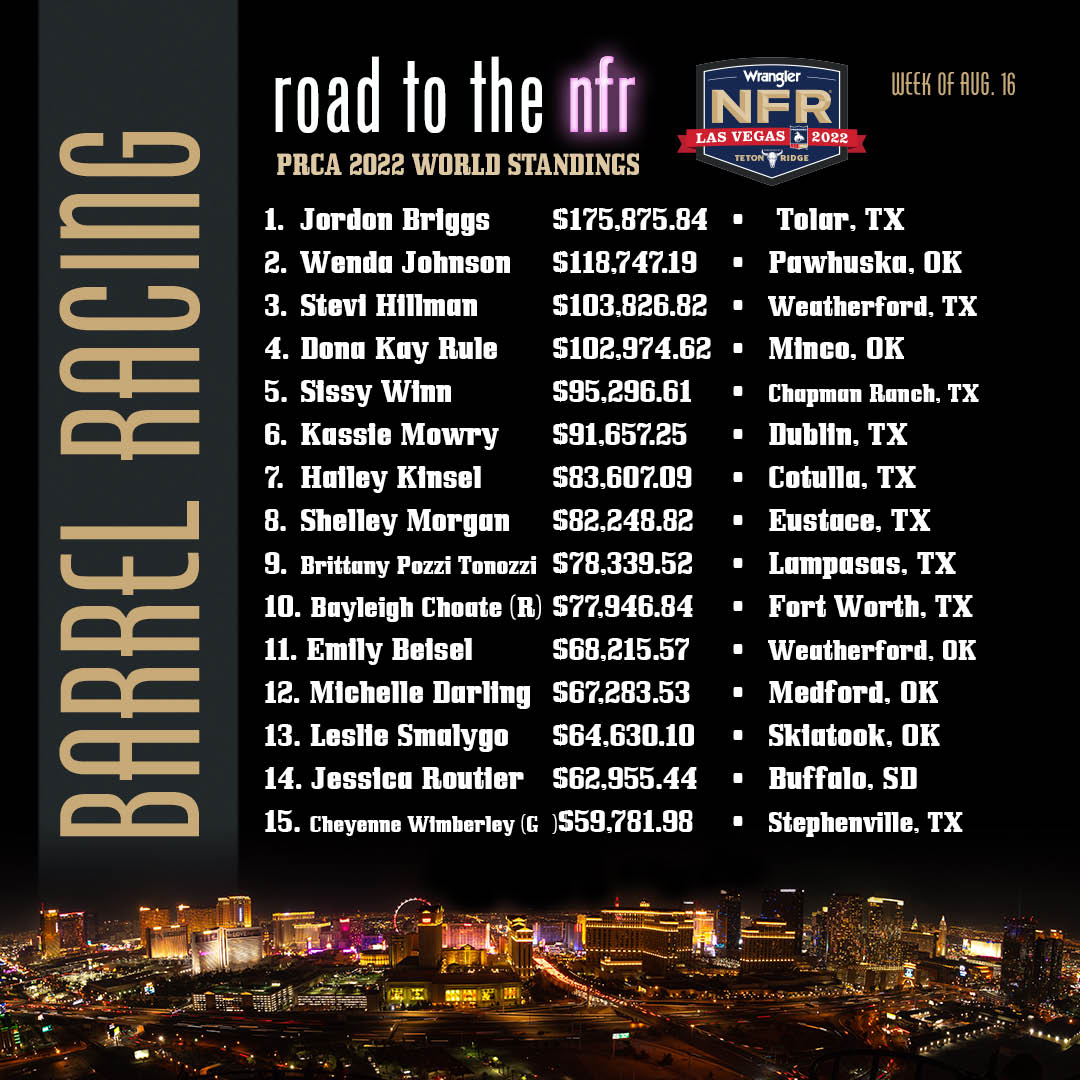 BARREL RACING
road to the nfr
PRCA 2022 WORLD STANDINGS
Wrangler
NFR
LAS VEGAS 2022
TETON RIDGE
WEEK OF AUG. 16
1. Jordon Briggs $175,875.84 • Tolar, TX
2. Wenda Johnson $118,747.19 • Pawhuska, OK
3. Stevi Hillman $103,826.82 • Weatherford, TX
4. Dona Kay Rule $102,974.62 • Minco, OK
5. Sissy Winn $95,296.61 • Chapman Ranch, TX
6. Kassie Mowry $91,657.25 • Dublin, TX
7. Hailey Kinsel $83,607.09 • Cotulla, TX
8. Shelley Morgan $82,248.82 • Eustace, TX
9. Brittany Pozzi Tonozzi $78,339.52 • Lampasas, TX
10. Bayleigh Choate (R) $77,946.84 • Fort Worth, TX
11. Emily Beisel $68,215.57 • Weatherford, OK
12. Michelle Darling $67,283.53 • Medford, OK
13. Leslie Smalygo $64,630.10 • Skiatook, OK
14. Jessica Routier $62,955.44 • Buffalo, SD
15. Cheyenne Wimberley (G ) $59,781.98 • Stephenville, TX